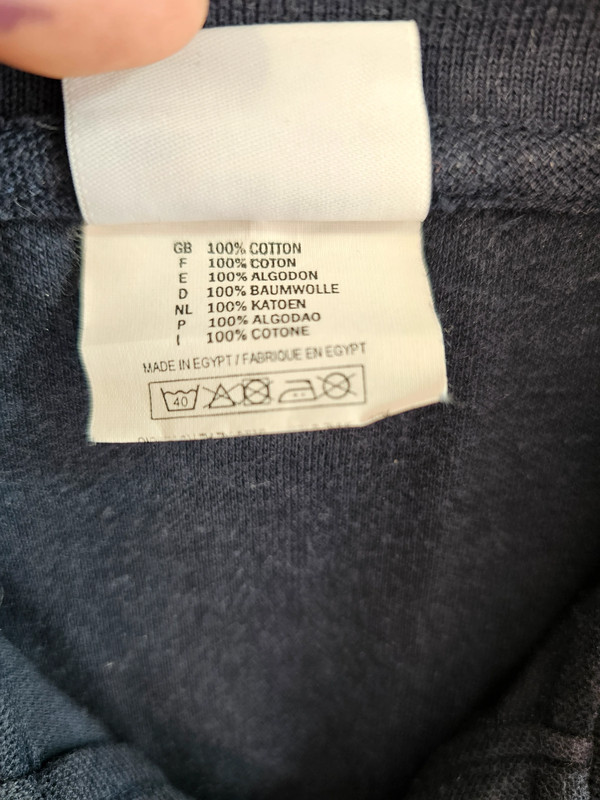 GB 100% COTTON
F 100% COTON
E 100% ALGODON
D 100% BAUMWOLLE
NL 100% KATOEN
P 100% ALGODAO
I 100% COTONE
MADE IN EGYPT / FABRIQUE EN EGYPT
40